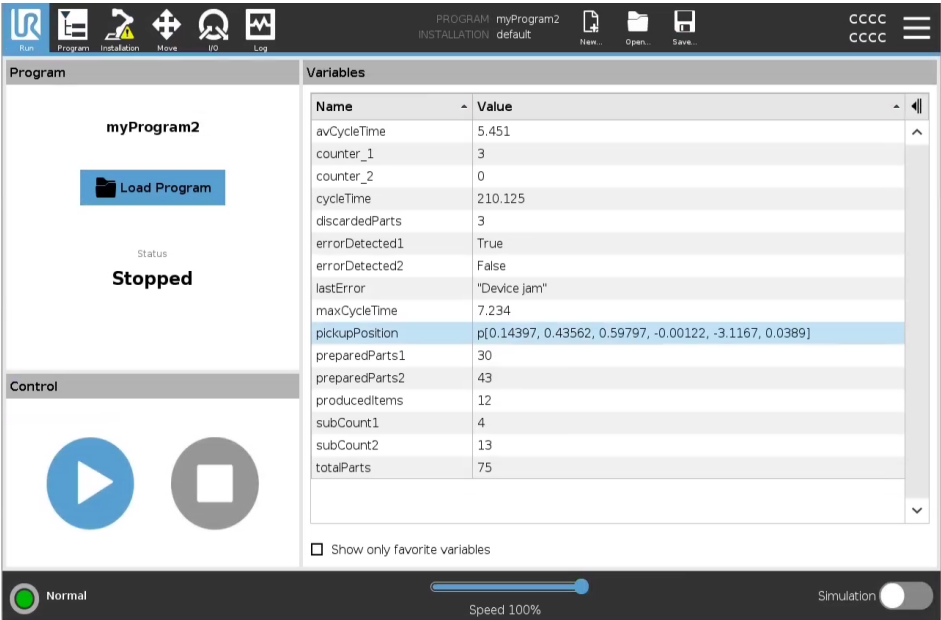 UR
Run
Program
Installation
Move
I/O
Log
PROGRAM myProgram2
INSTALLATION default
New...
Open...
Save...
CCCC
CCCC
Program
myProgram2
Load Program
Status
Stopped
Control
Variables
Name Value
avCycleTime 5.451
counter_1 3
counter_2 0
cycleTime 210.125
discardedParts 3
errorDetected1 True
errorDetected2 False
lastError "Device jam"
maxCycleTime 7.234
pickupPosition p[0.14397, 0.43562, 0.59797, -0.00122, -3.1167, 0.0389]
preparedParts1 30
preparedParts2 43
producedItems 12
subCount1 4
subCount2 13
totalParts 75
Show only favorite variables
Normal
Speed 100%
Simulation